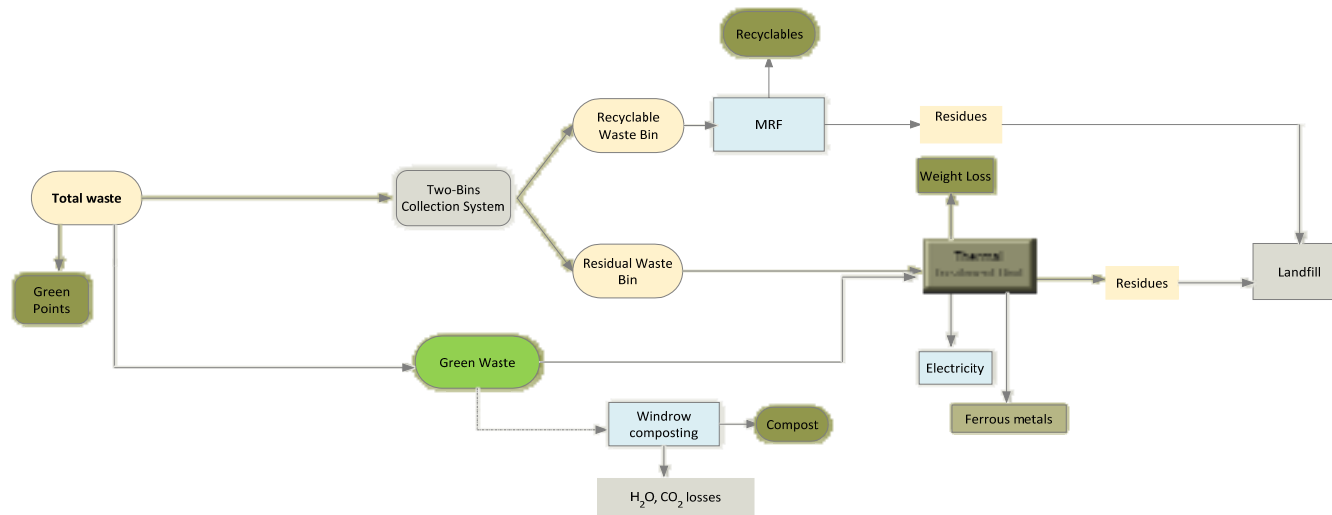 Recyclables
Recyclable
Waste Bin
MRF
Residues
Weight Loss
Total waste
Two-Bins
Collection System
Residual Waste
Bin
Thermal
Residues
Landfill
Green
Points
Green Waste
Electricity
Windrow
composting
Compost
Ferrous metals
H₂O, CO₂ losses